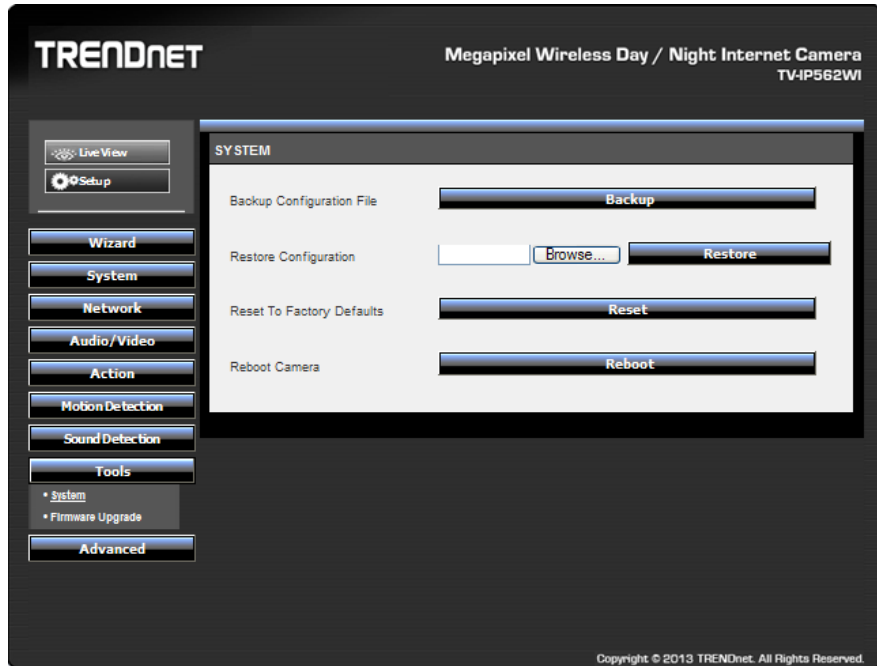 TRENDnet
Megapixel Wireless Day / Night Internet Camera
TV-IP562WI
Live View
Setup
Wizard
System
Network
Audio/Video
Action
Motion Detection
Sound Detection
Tools
• System
• Firmware Upgrade
Advanced
SYSTEM
Backup Configuration File
Backup
Restore Configuration
Browse...
Restore
Reset To Factory Defaults
Reset
Reboot Camera
Reboot
Copyright © 2013 TRENDnet. All Rights Reserved.